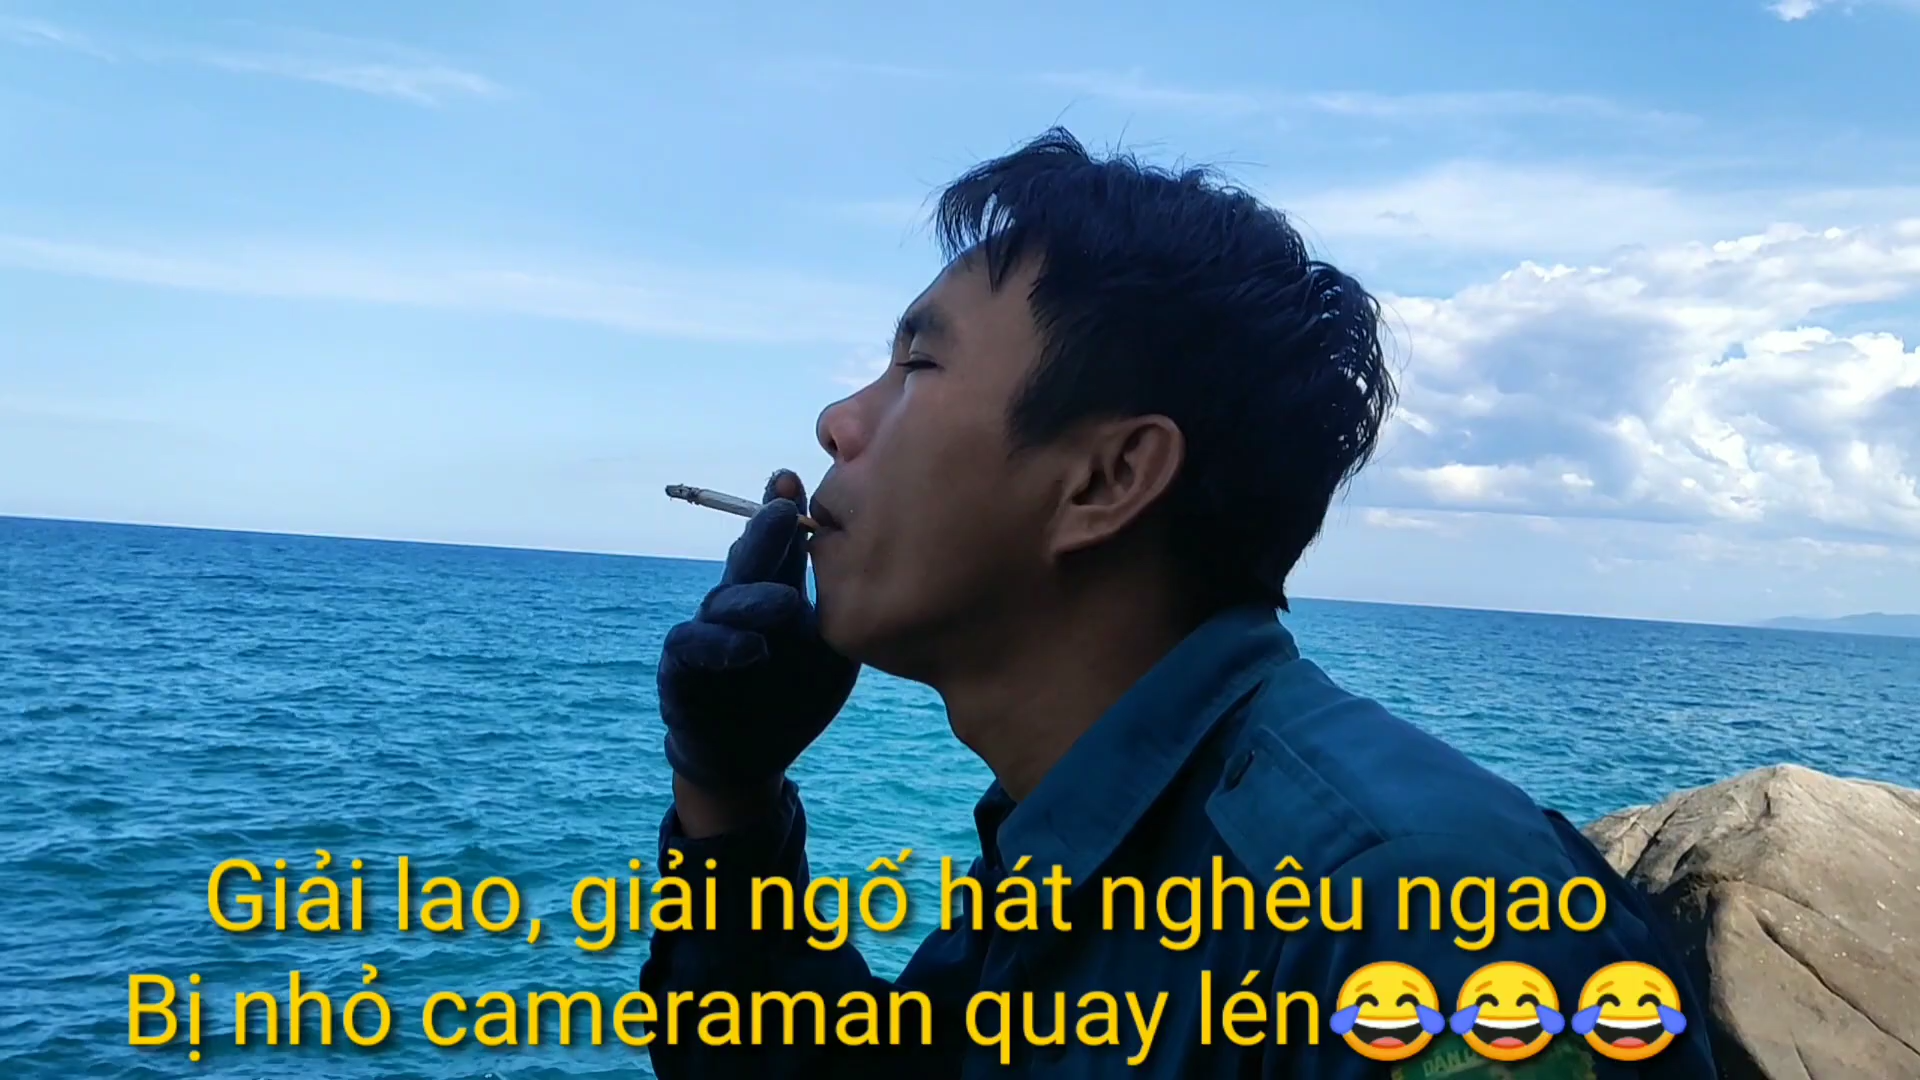 Giải lao, giải ngố hát nghêu ngao
Bị nhỏ cameraman quay lén😂😂😂